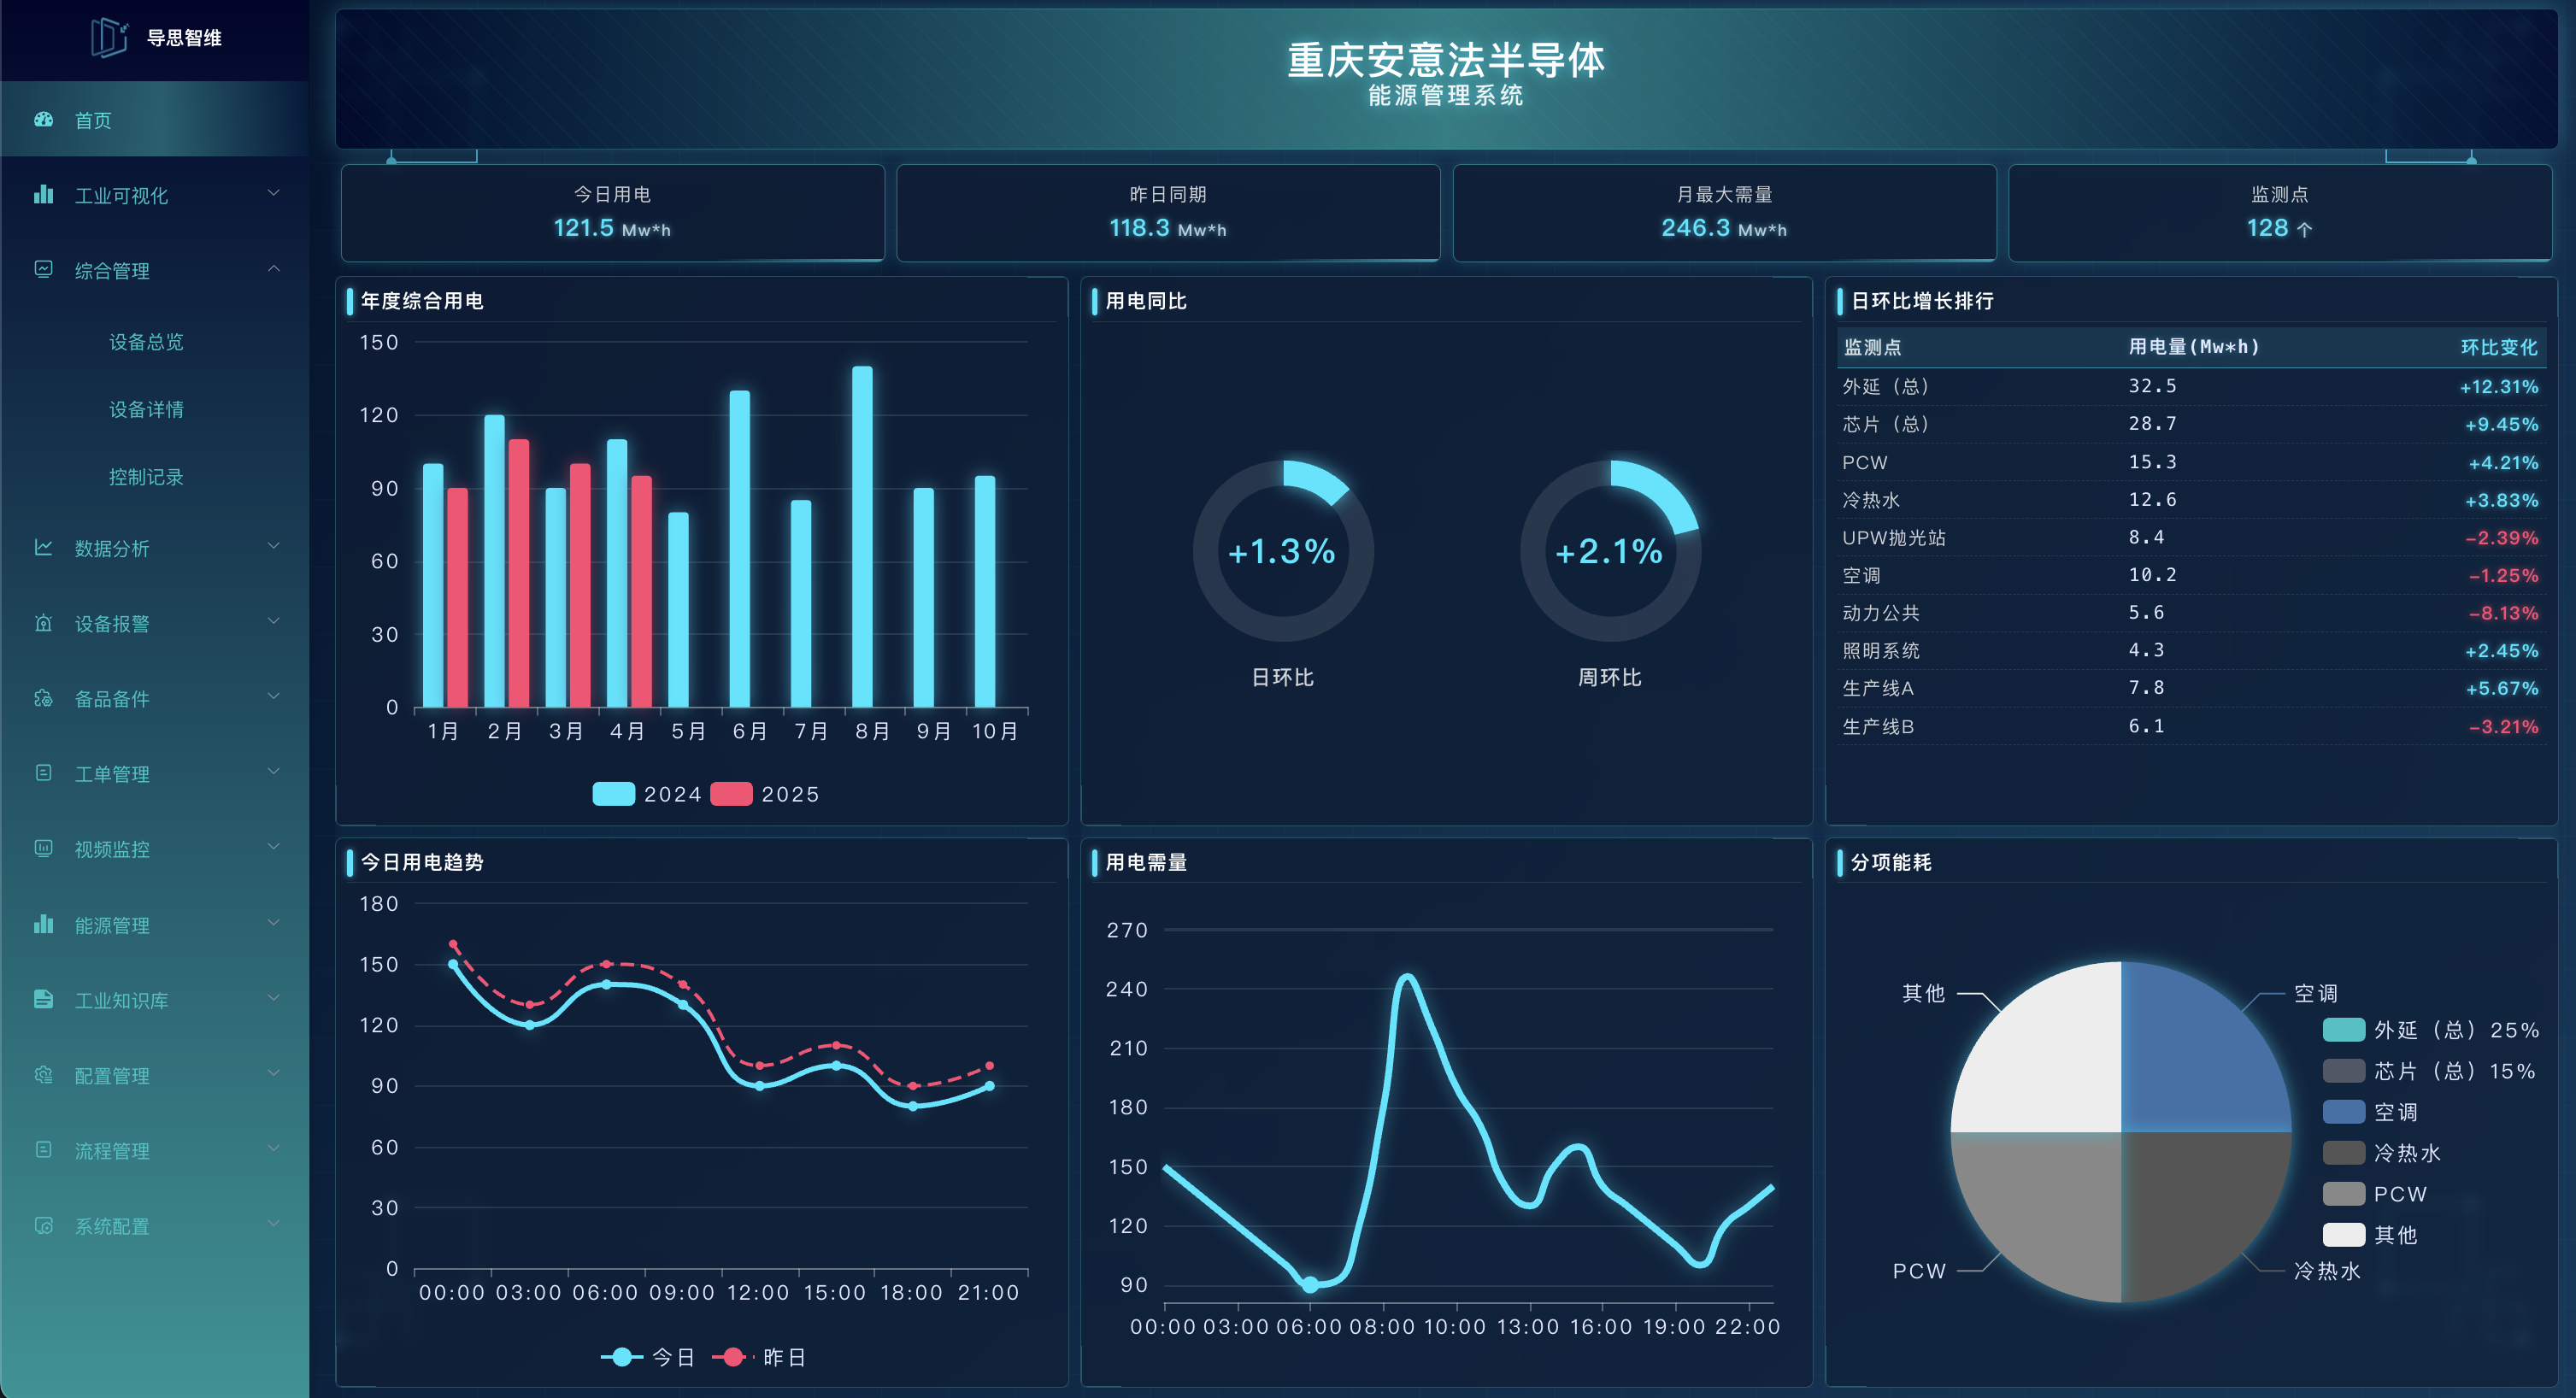 导思智维
首页
工业可视化
综合管理
设备总览
设备详情
控制记录
数据分析
设备报警
备品备件
工单管理
视频监控
能源管理
工业知识库
配置管理
流程管理
系统配置
重庆安意法半导体
能源管理系统
今日用电
121.5 Mw*h
昨日同期
118.3 Mw*h
月最大需量
246.3 Mw*h
监测点
128 个
年度综合用电
150
120
90
60
30
0
1月 2月 3月 4月 5月 6月 7月 8月 9月 10月
2024 2025
用电同比
+1.3% +2.1%
日环比 周环比
日环比增长排行
监测点 用电量(Mw*h) 环比变化
外延（总） 32.5 +12.31%
芯片（总） 28.7 +9.45%
PCW 15.3 +4.21%
冷热水 12.6 +3.83%
UPW抛光站 8.4 -2.39%
空调 10.2 -1.25%
动力公共 5.6 -8.13%
照明系统 4.3 +2.45%
生产线A 7.8 +5.67%
生产线B 6.1 -3.21%
今日用电趋势
180
150
120
90
60
30
0
00:00 03:00 06:00 09:00 12:00 15:00 18:00 21:00
今日 昨日
用电需量
270
240
210
180
150
120
90
00:00 03:00 06:00 08:00 10:00 13:00 16:00 19:00 22:00
分项能耗
其他 空调
PCW 冷热水
外延（总）25%
芯片（总）15%
空调
冷热水
PCW
其他